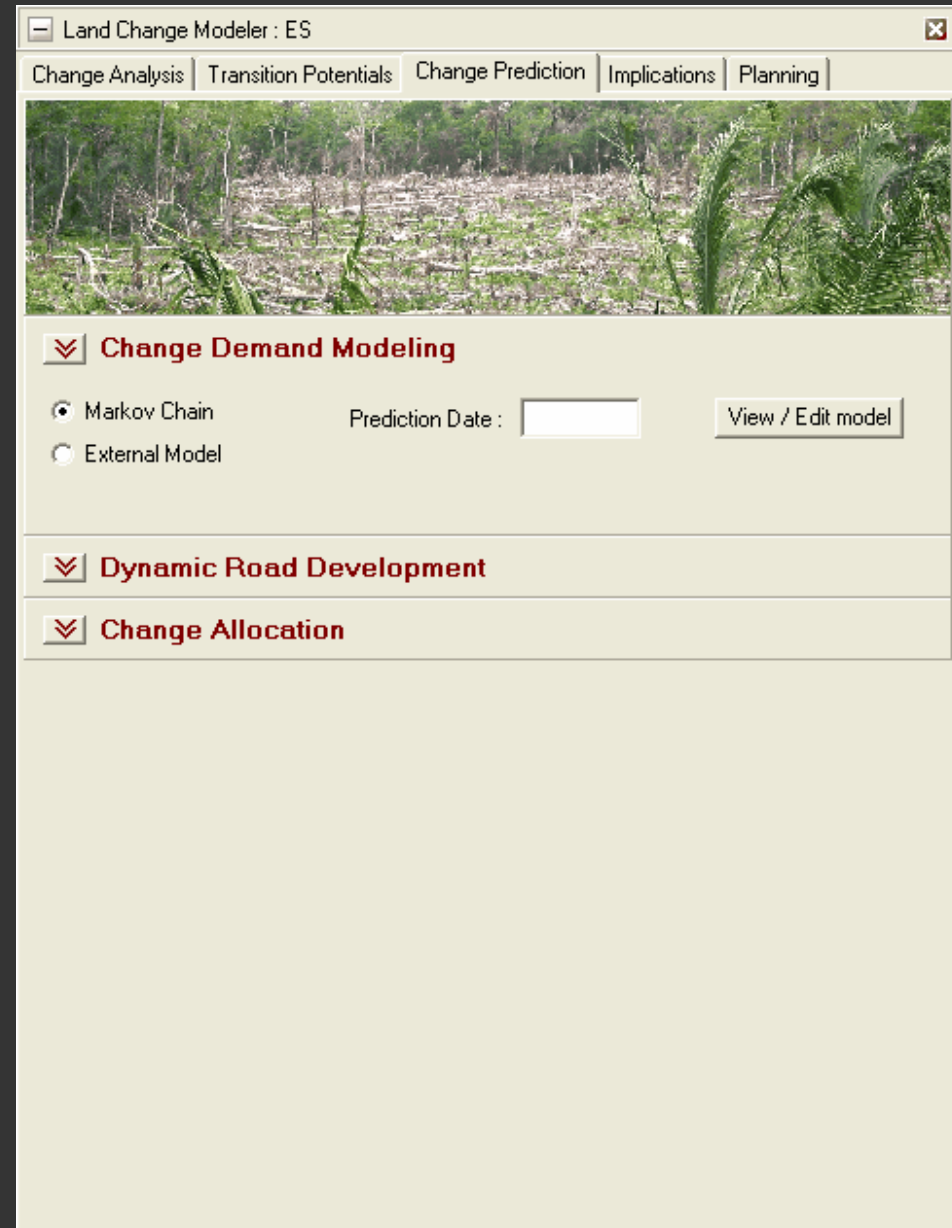 Land Change Modeler : ES
Change Analysis Transition Potentials Change Prediction Implications Planning
Change Demand Modeling
Markov Chain Prediction Date : View / Edit model
External Model
Dynamic Road Development
Change Allocation